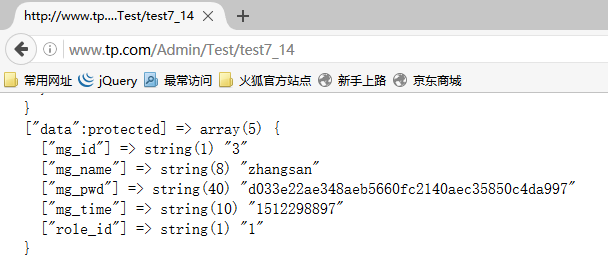 http://www.tp....Test/test7_14
www.tp.com/Admin/Test/test7_14
常用网址 jQuery 最常访问 火狐官方站点 新手上路 京东商城
}
["data":protected] => array(5) {
["mg_id"] => string(1) "3"
["mg_name"] => string(8) "zhangsan"
["mg_pwd"] => string(40) "d033e22ae348aeb5660fc2140aec35850c4da997"
["mg_time"] => string(10) "1512298897"
["role_id"] => string(1) "1"
}